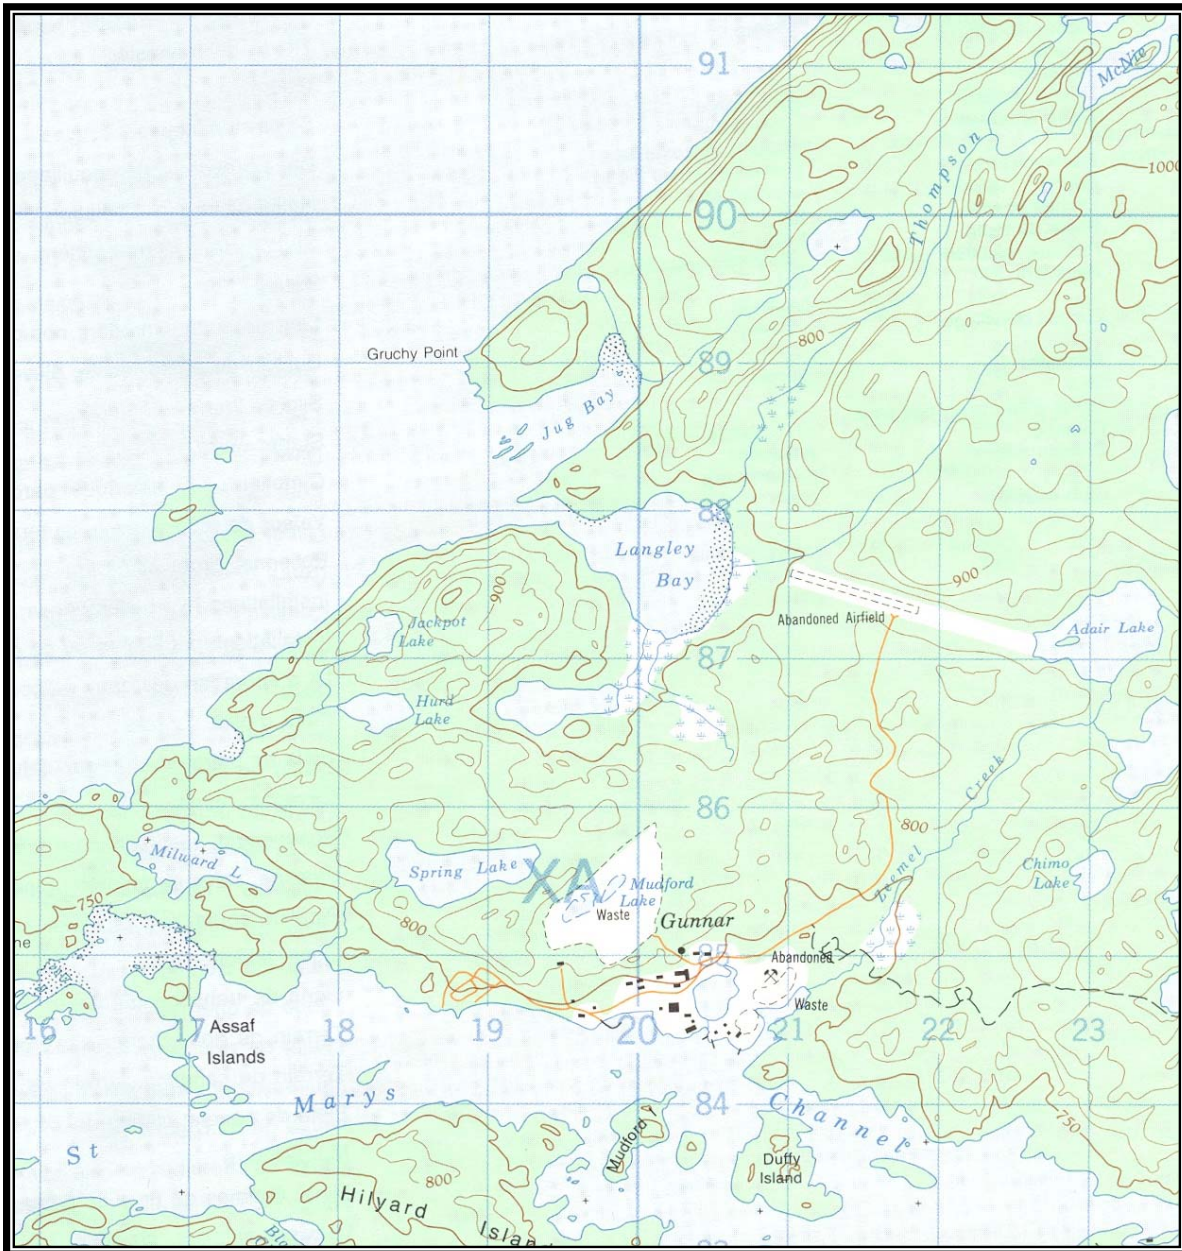 91
McNie
Thompson
1000
90
Gruchy Point
89
800
Jug Bay
88
Langley
Bay
900
900
Abandoned Airfield
Adair Lake
Jackpot
Lake
87
Hurd
Lake
Creek
86
800
Milward L
Spring Lake
XA
Mudford
Lake
Waste
Zeemel
Chimo
Lake
750
800
Gunnar
85
Abandoned
Waste
16
17
18
19
20
21
22
23
Assaf
Islands
Marys
84
Channel
750
St
Mudford
Duffy
Island
800
Hilyard